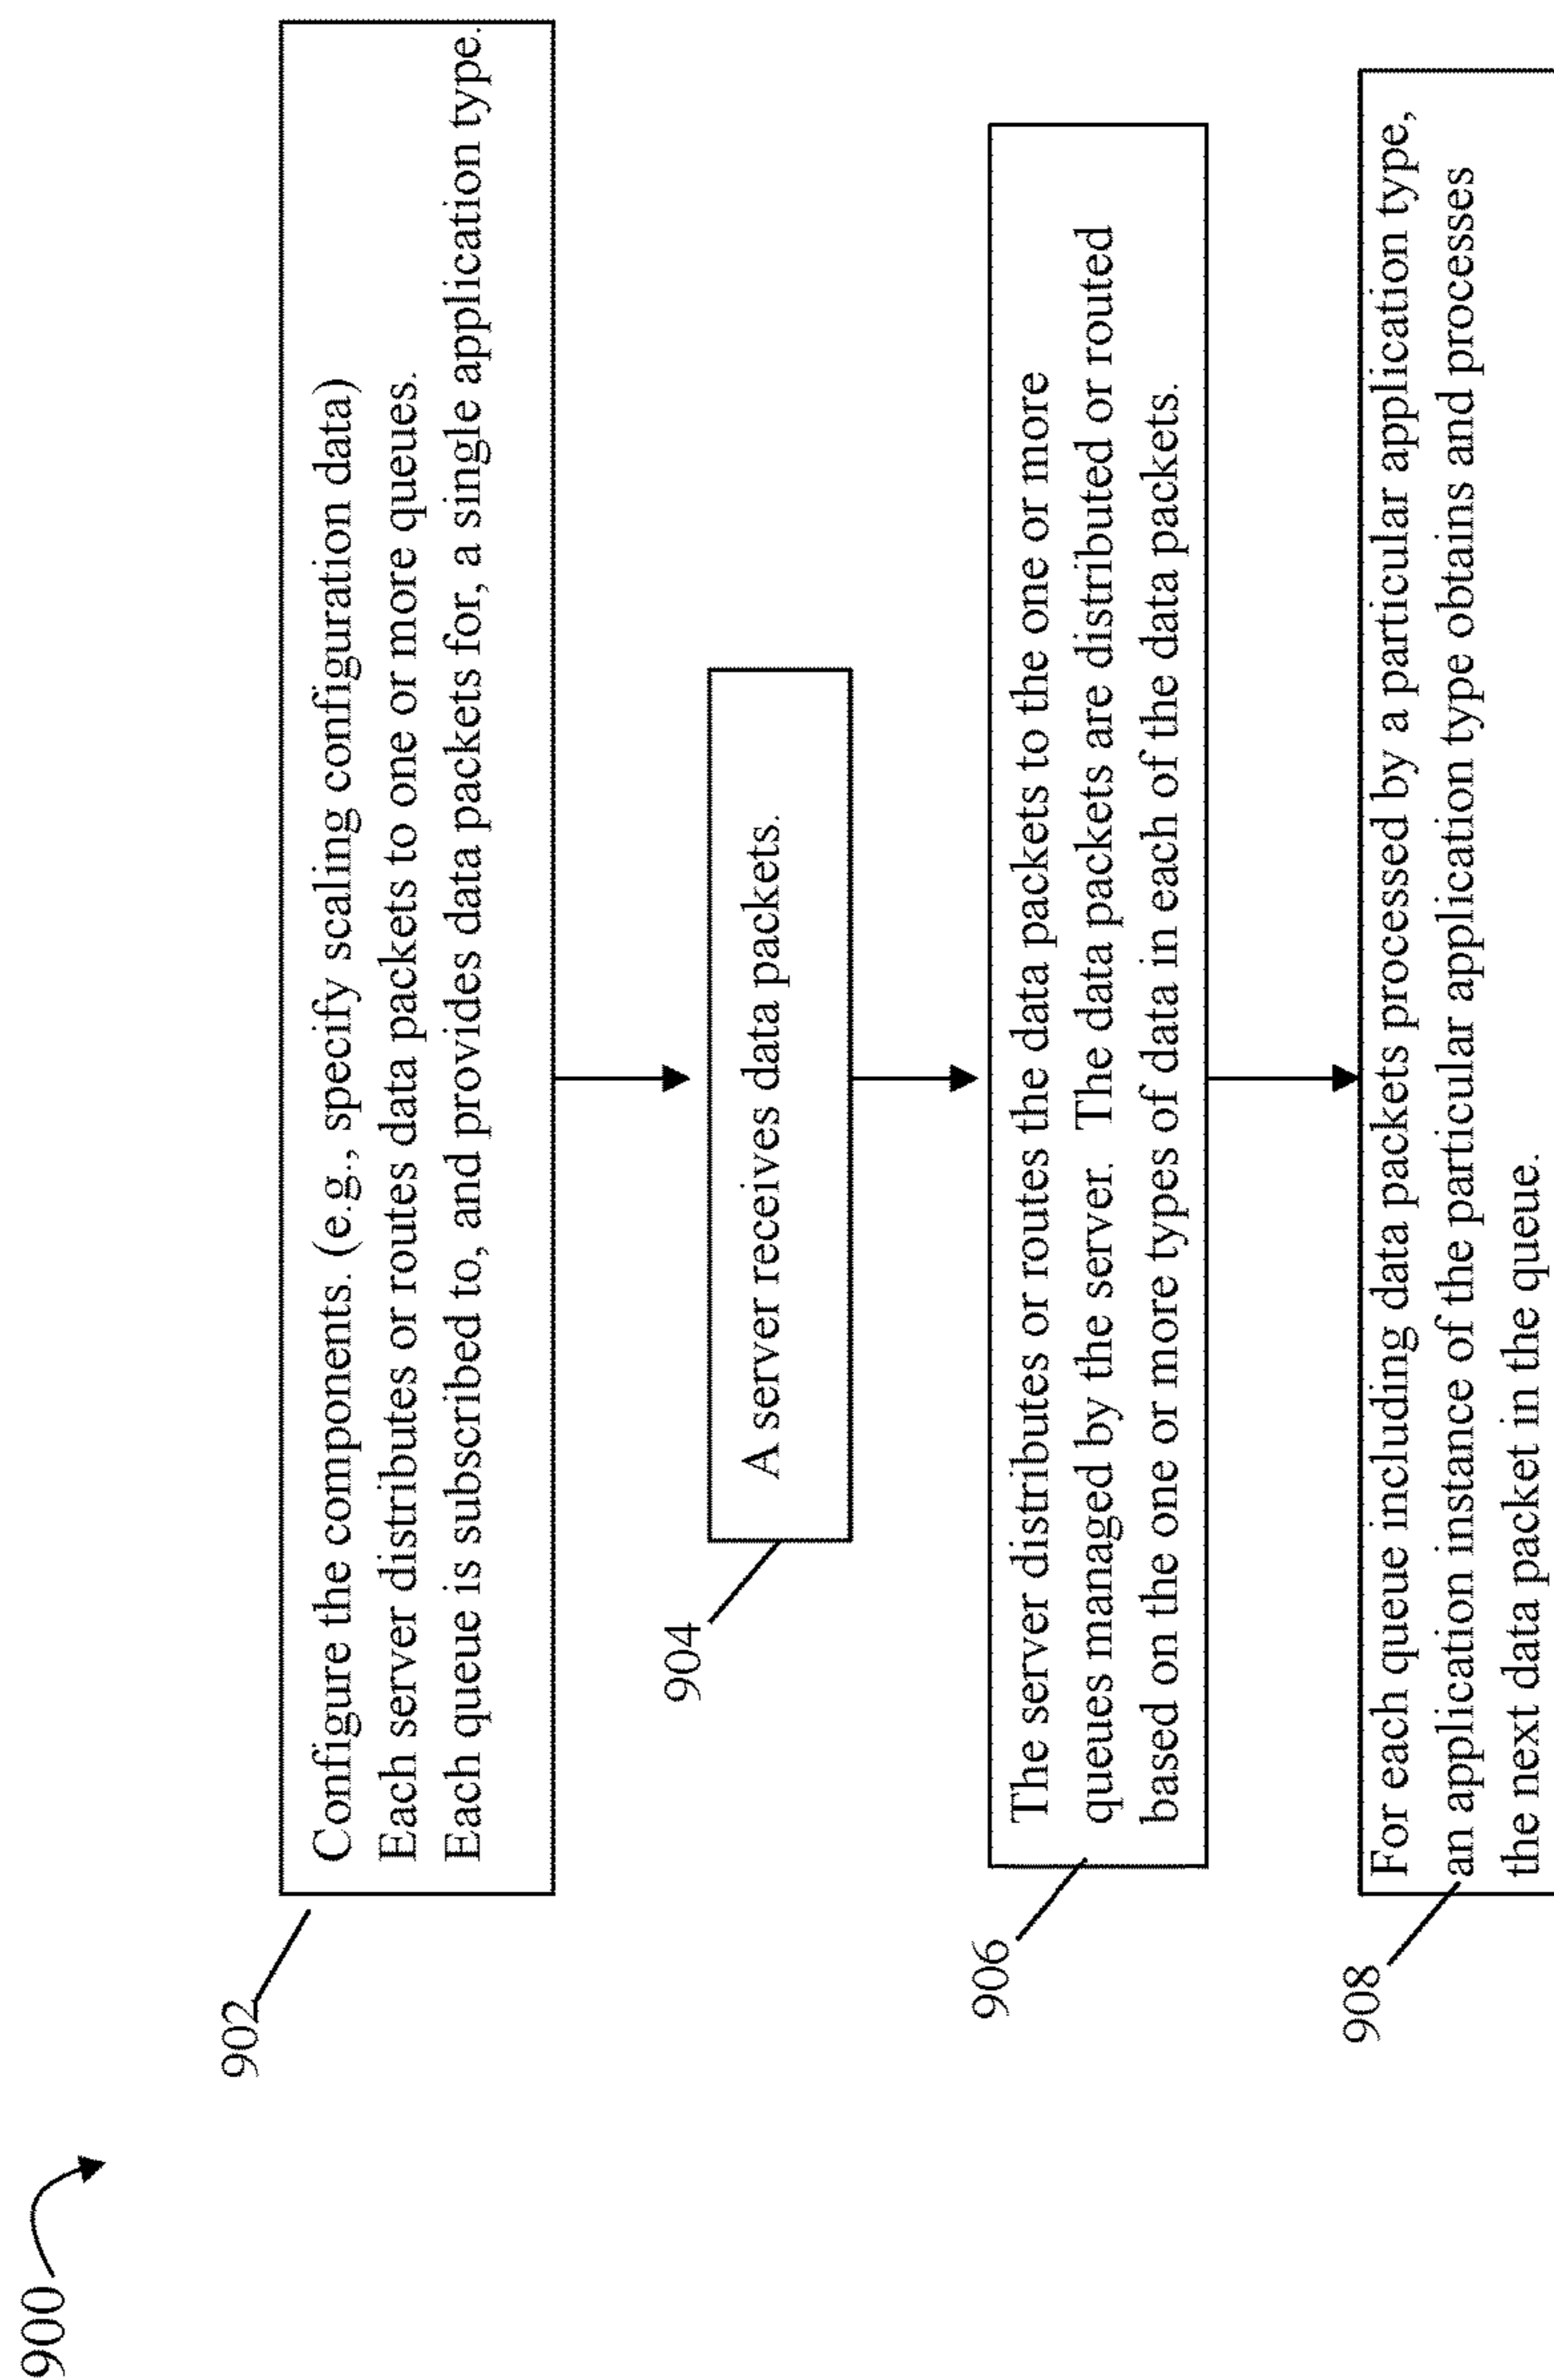 900
902
Configure the components. (e.g., specify scaling configuration data)
Each server distributes or routes data packets to one or more queues.
Each queue is subscribed to, and provides data packets for, a single application type.
904
A server receives data packets.
906
The server distributes or routes the data packets to the one or more
queues managed by the server. The data packets are distributed or routed
based on the one or more types of data in each of the data packets.
908
For each queue including data packets processed by a particular application type,
an application instance of the particular application type obtains and processes
the next data packet in the queue.